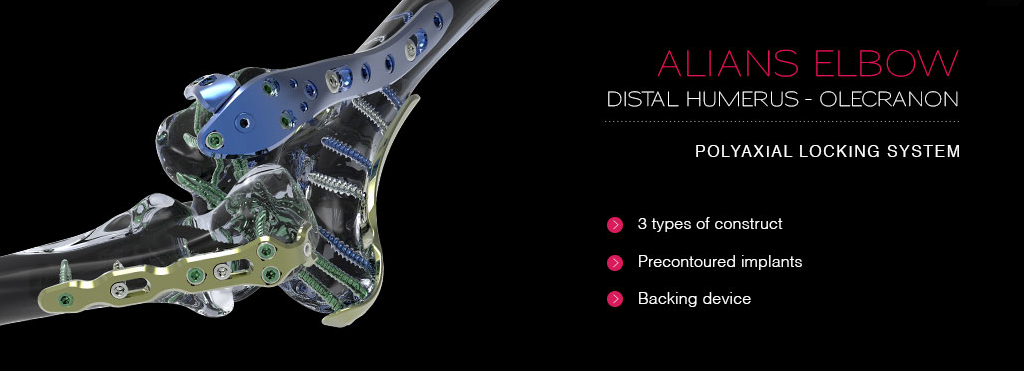 ALIANS ELBOW
DISTAL HUMERUS - OLECRANON
POLYAXIAL LOCKING SYSTEM
3 types of construct
Precontoured implants
Backing device